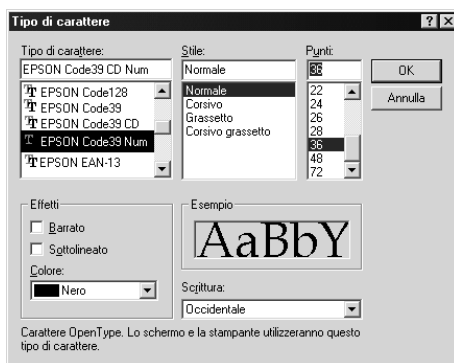 Tipo di carattere
Tipo di carattere: Stile: Punti:
EPSON Code39 CD Num Normale 36 OK
EPSON Code128 Normale 22 Annulla
EPSON Code39 Corsivo 24
EPSON Code39 CD Grassetto 26
EPSON Code39 Num Corsivo grassetto 28
EPSON EAN-13 36
48
72
Effetti Esempio
Barrato AaBbY
Sottolineato
Colore: Scrittura:
Nero Occidentale
Carattere OpenType. Lo schermo e la stampante utilizzeranno questo
tipo di carattere.